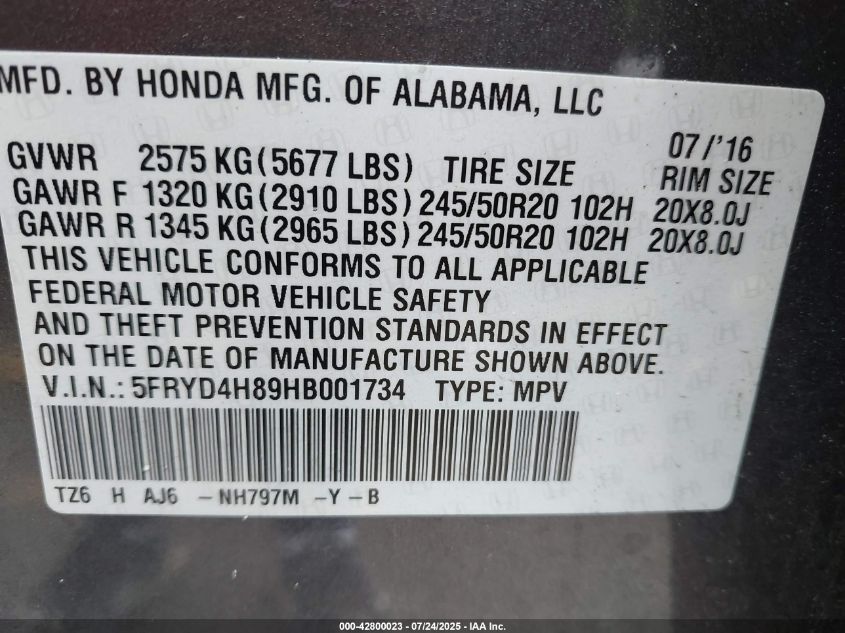 MFD. BY HONDA MFG. OF ALABAMA, LLC
07/'16
GVWR 2575 KG (5677 LBS) TIRE SIZE RIM SIZE
GAWR F 1320 KG (2910 LBS) 245/50R20 102H 20X8.0J
GAWR R 1345 KG (2965 LBS) 245/50R20 102H 20X8.0J
THIS VEHICLE CONFORMS TO ALL APPLICABLE
FEDERAL MOTOR VEHICLE SAFETY
AND THEFT PREVENTION STANDARDS IN EFFECT
ON THE DATE OF MANUFACTURE SHOWN ABOVE.
V.I.N.: 5FRYD4H89HB001734 TYPE: MPV
TZ6 H AJ6 -NH797M -Y-B
000-42800023 - 07/24/2025 - IAA Inc.